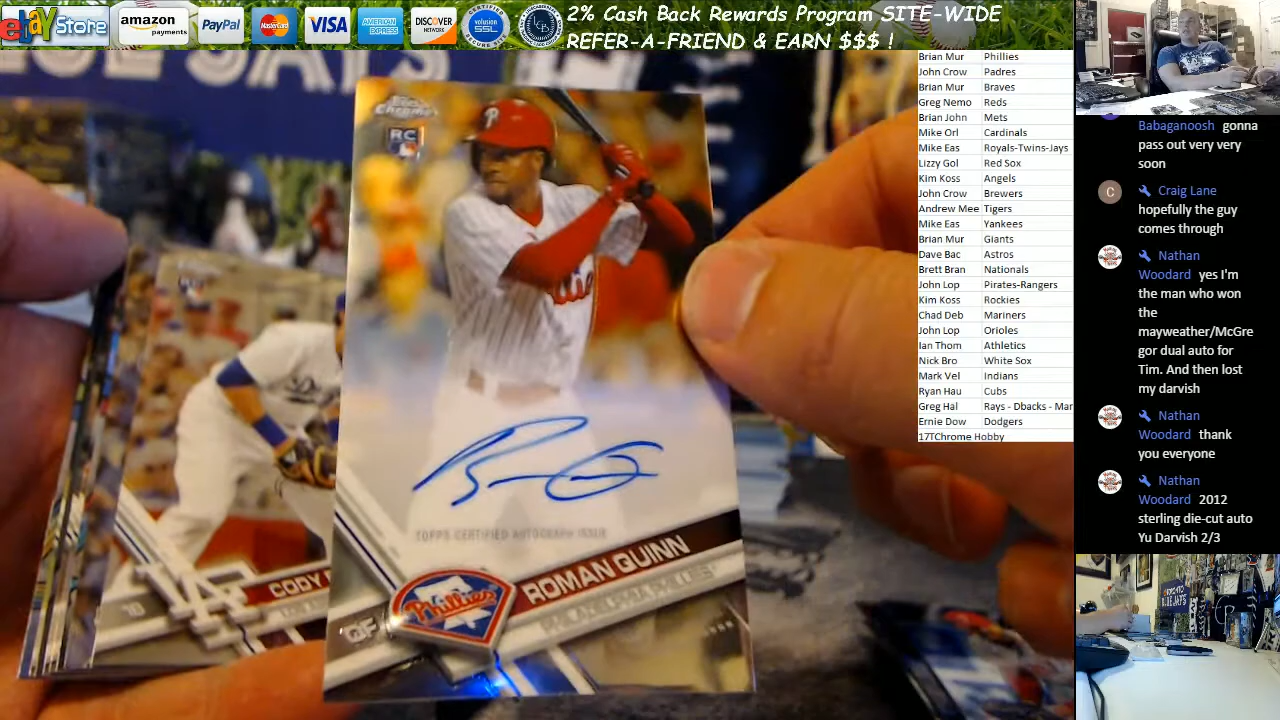 ebay Store
amazon payments
PayPal
MasterCard
VISA
AMERICAN EXPRESS
DISCOVER NETWORK
volusion SSL
2% Cash Back Rewards Program SITE-WIDE
REFER-A-FRIEND & EARN $$$ !
Brian Mur Phillies
John Crow Padres
Brian Mur Braves
Greg Nemo Reds
Brian John Mets
Mike Orl Cardinals
Mike Eas Royals-Twins-Jays
Lizzy Gol Red Sox
Kim Koss Angels
John Crow Brewers
Andrew Mee Tigers
Mike Eas Yankees
Brian Mur Giants
Dave Bac Astros
Brett Bran Nationals
John Lop Pirates-Rangers
Kim Koss Rockies
Chad Deb Mariners
John Lop Orioles
Ian Thom Athletics
Nick Bro White Sox
Mark Vel Indians
Ryan Hau Cubs
Greg Hal Rays - Dbacks - Mar
Ernie Dow Dodgers
17TChrome Hobby
Babaganoosh gonna
pass out very very
soon
C
Craig Lane
hopefully the guy
comes through
Nathan
Woodard yes I'm
the man who won
the
mayweather/McGre
gor dual auto for
Tim. And then lost
my darvish
Nathan
Woodard thank
you everyone
Nathan
Woodard 2012
sterling die-cut auto
Yu Darvish 2/3
Topps Chrome
RC
P
TOPPS CERTIFIED AUTOGRAPH ISSUE
ROMAN QUINN
PHILADELPHIA PHILLIES
Phillies
OF
CODY